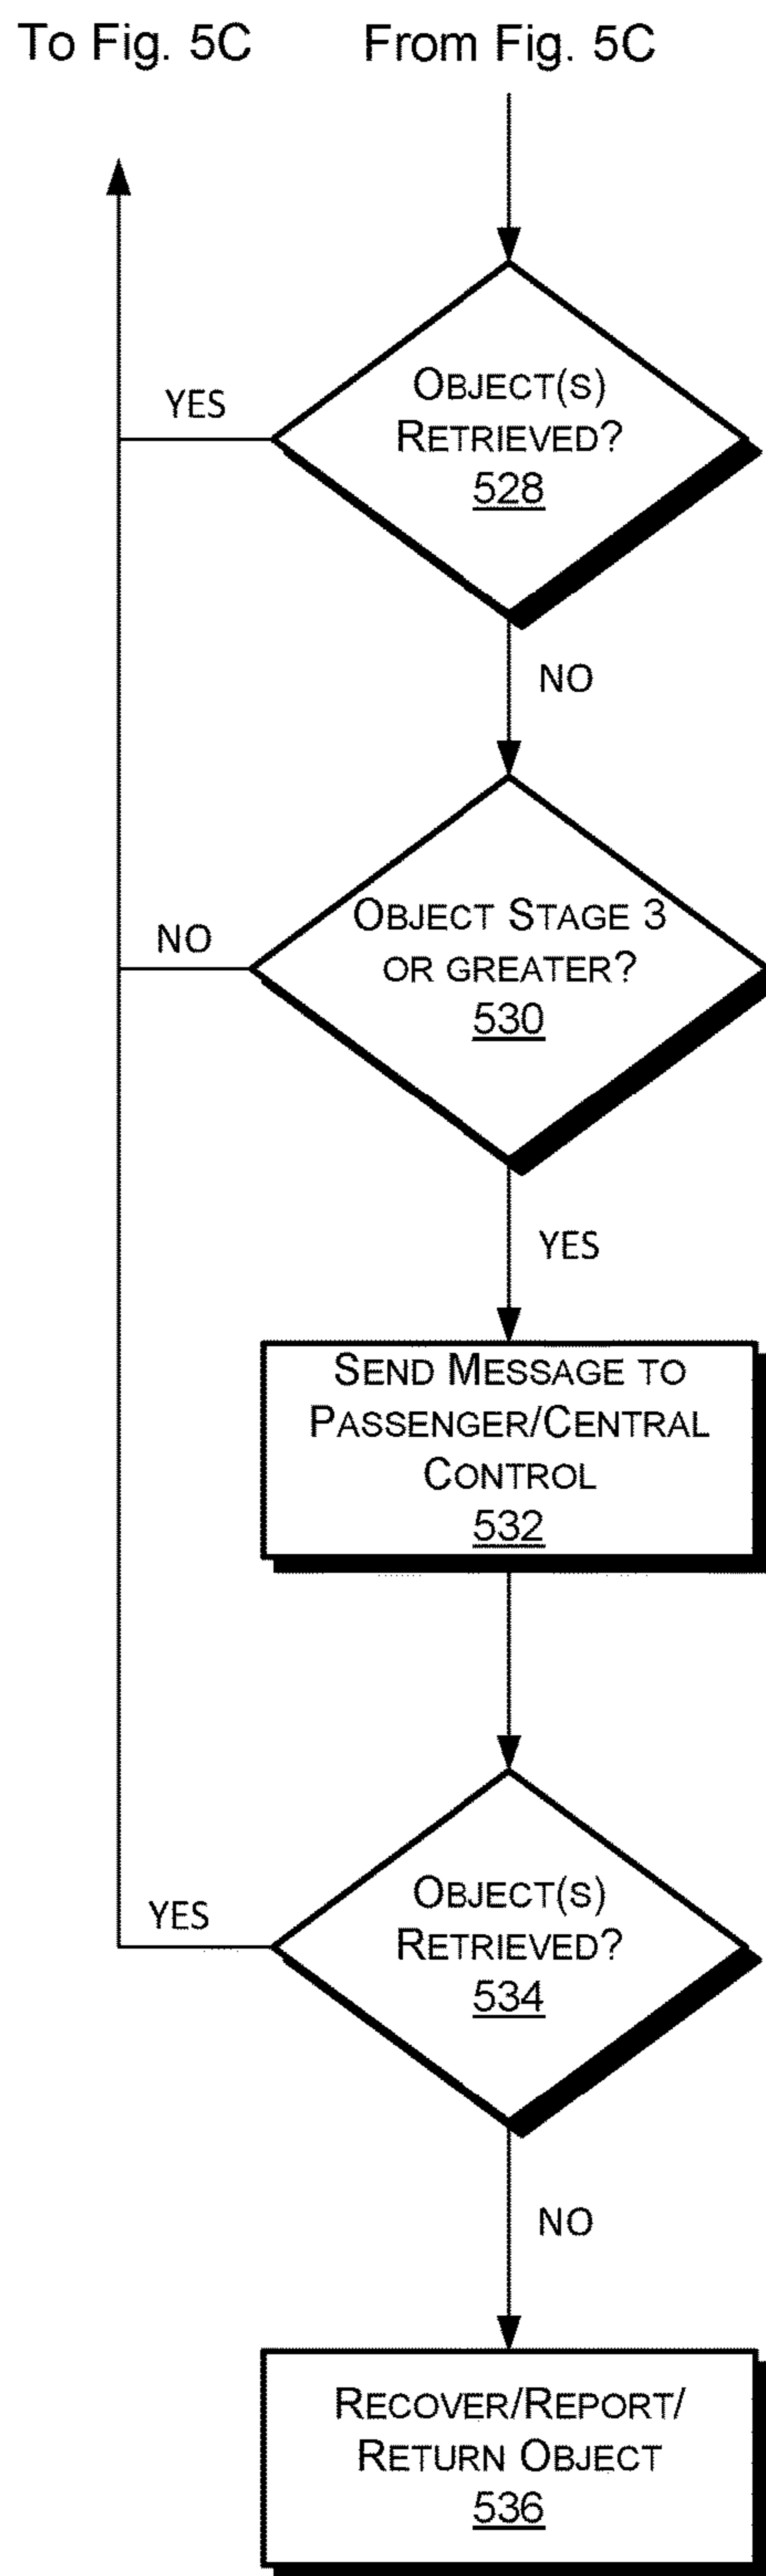 To Fig. 5C
From Fig. 5C
OBJECT(S)
RETRIEVED?
528
YES
NO
OBJECT STAGE 3
OR GREATER?
530
NO
YES
SEND MESSAGE TO
PASSENGER/CENTRAL
CONTROL
532
OBJECT(S)
RETRIEVED?
534
YES
NO
RECOVER/REPORT/
RETURN OBJECT
536